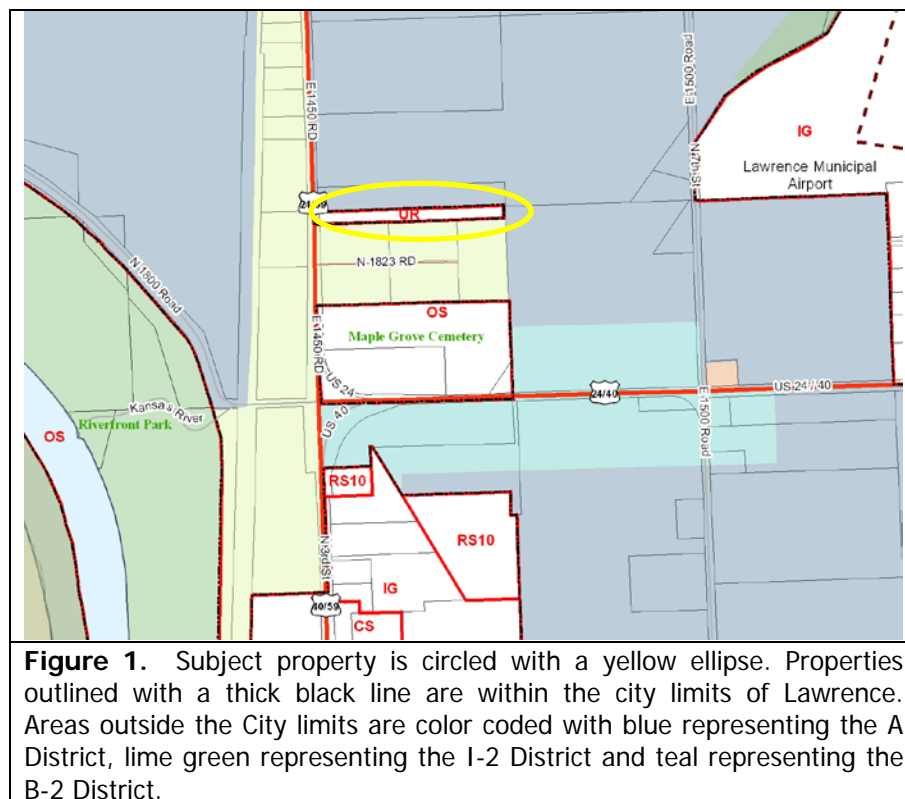 E 1450 RD
E 1500 Road
N 7th St
IG
Lawrence Municipal
Airport
24/59
UR
N 1800 Road
N 1823 RD
OS
Maple Grove Cemetery
E 1450 RD
US 24
24/40
US 24 / 40
Kansas River
Riverfront Park
US 40
E 1500 Road
OS
RS10
RS10
N 3rd St
IG
40/59
CS
Figure 1. Subject property is circled with a yellow ellipse. Properties
outlined with a thick black line are within the city limits of Lawrence.
Areas outside the City limits are color coded with blue representing the A
District, lime green representing the I-2 District and teal representing the
B-2 District.